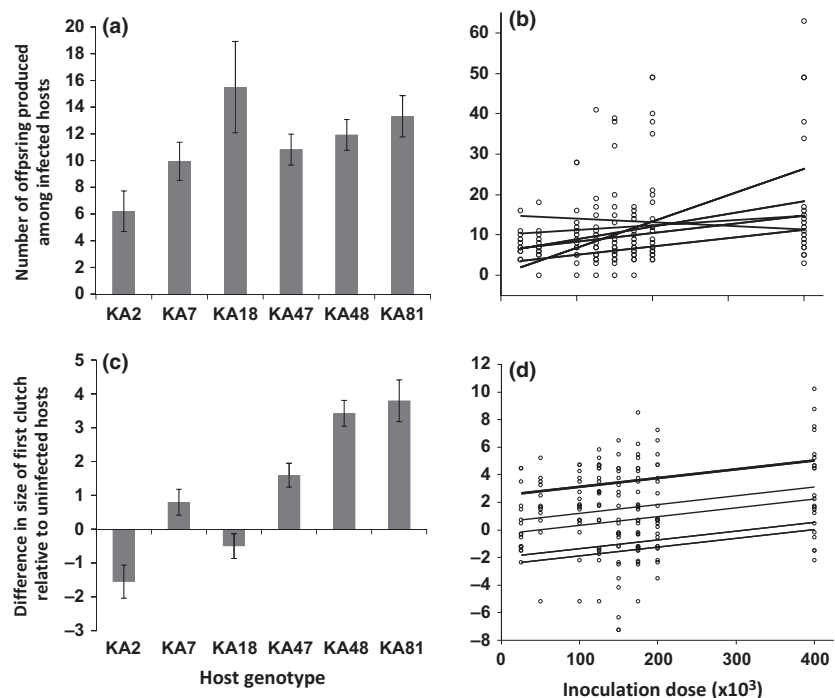 (a)
Number of offspring produced
among infected hosts
20
18
16
14
12
10
8
6
4
2
0
KA2 KA7 KA18 KA47 KA48 KA81
(b)
60
50
40
30
20
10
0
(c)
Difference in size of first clutch
relative to uninfected hosts
5
4
3
2
1
0
–1
–2
–3
KA2 KA7 KA18 KA47 KA48 KA81
Host genotype
(d)
12
10
8
6
4
2
0
–2
–4
–6
–8
0 100 200 300 400
Inoculation dose (x10³)